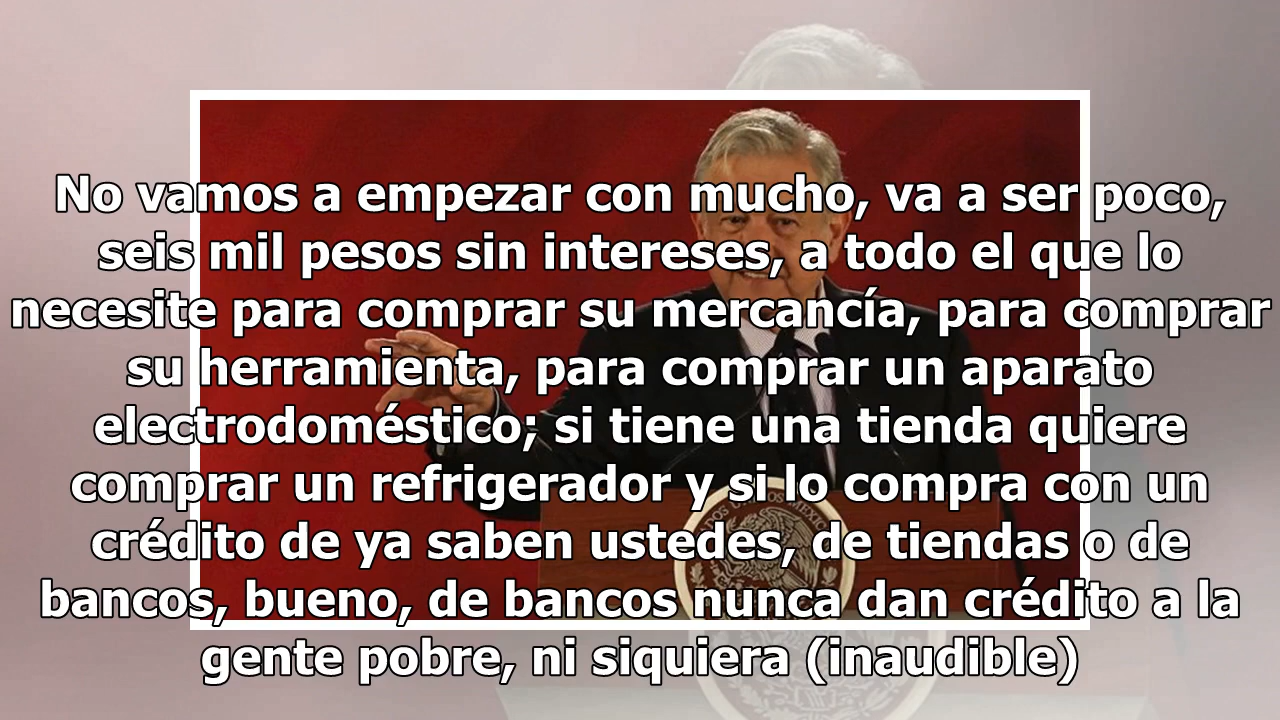 No vamos a empezar con mucho, va a ser poco,
seis mil pesos sin intereses, a todo el que lo
necesite para comprar su mercancía, para comprar
su herramienta, para comprar un aparato
electrodoméstico; si tiene una tienda quiere
comprar un refrigerador y si lo compra con un
crédito de ya saben ustedes, de tiendas o de
bancos, bueno, de bancos nunca dan crédito a la
gente pobre, ni siquiera (inaudible)